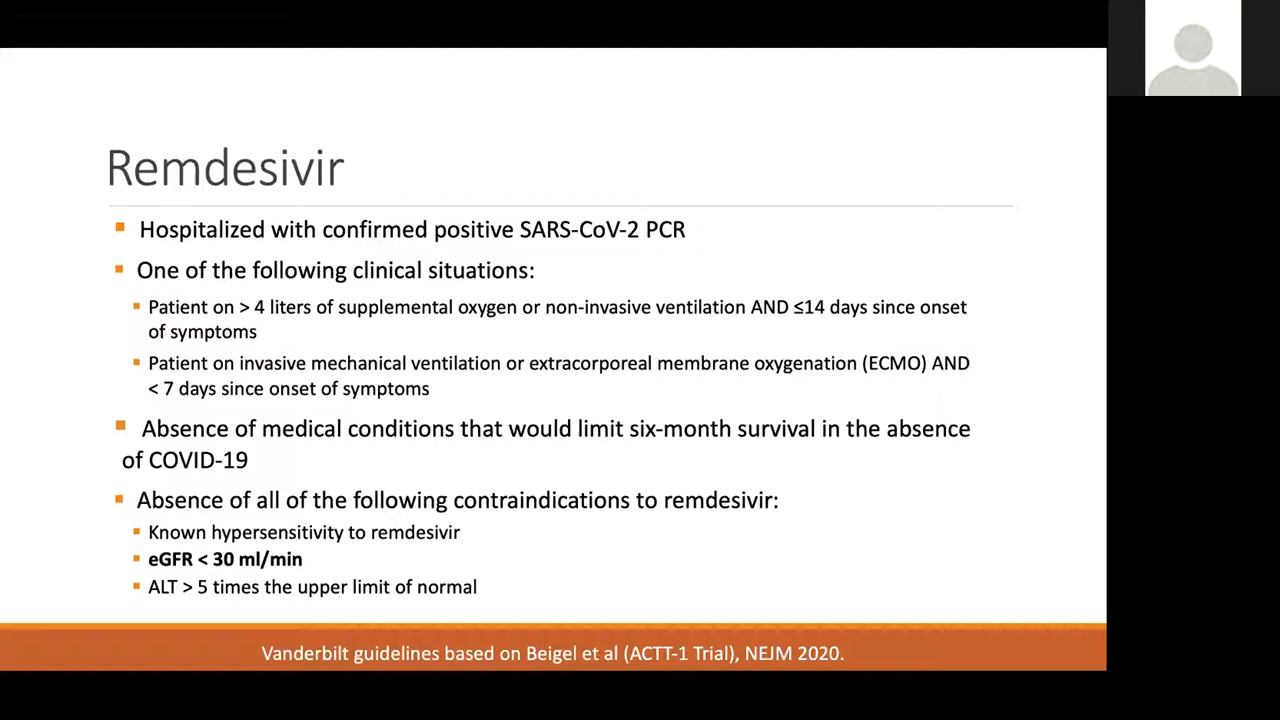 Remdesivir
Hospitalized with confirmed positive SARS-CoV-2 PCR
One of the following clinical situations:
Patient on > 4 liters of supplemental oxygen or non-invasive ventilation AND ≤14 days since onset
of symptoms
Patient on invasive mechanical ventilation or extracorporeal membrane oxygenation (ECMO) AND
< 7 days since onset of symptoms
Absence of medical conditions that would limit six-month survival in the absence
of COVID-19
Absence of all of the following contraindications to remdesivir:
Known hypersensitivity to remdesivir
eGFR < 30 ml/min
ALT > 5 times the upper limit of normal
Vanderbilt guidelines based on Beigel et al (ACTT-1 Trial), NEJM 2020.